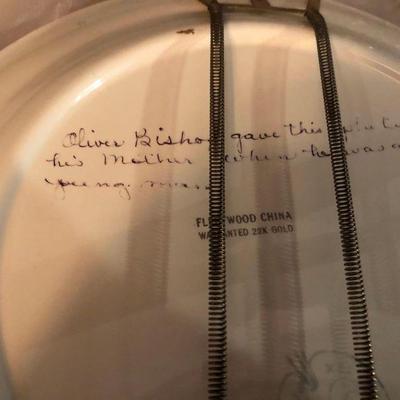 Oliver Bishop gave this plate
his Mother when he was a
young man
FLEETWOOD CHINA
WARRANTED 22K GOLD